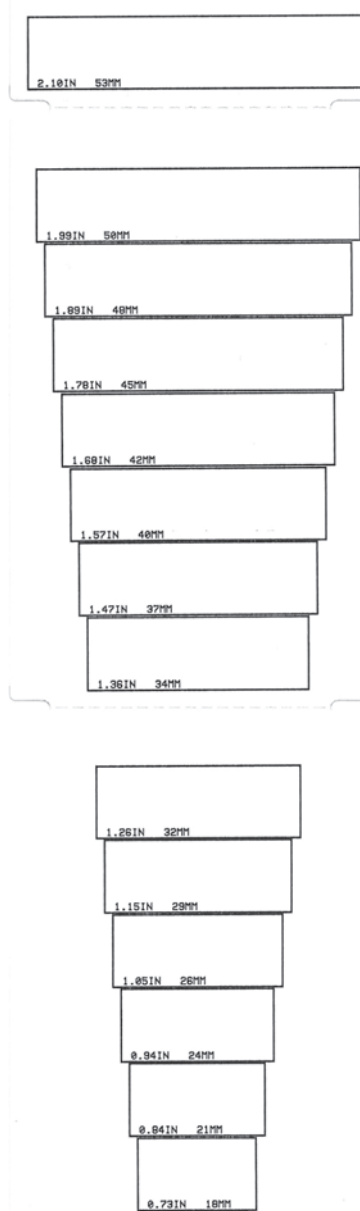 2.10IN 53MM
1.99IN 50MM
1.89IN 48MM
1.78IN 45MM
1.68IN 42MM
1.57IN 40MM
1.47IN 37MM
1.36IN 34MM
1.26IN 32MM
1.15IN 29MM
1.05IN 26MM
0.94IN 24MM
0.84IN 21MM
0.73IN 18MM